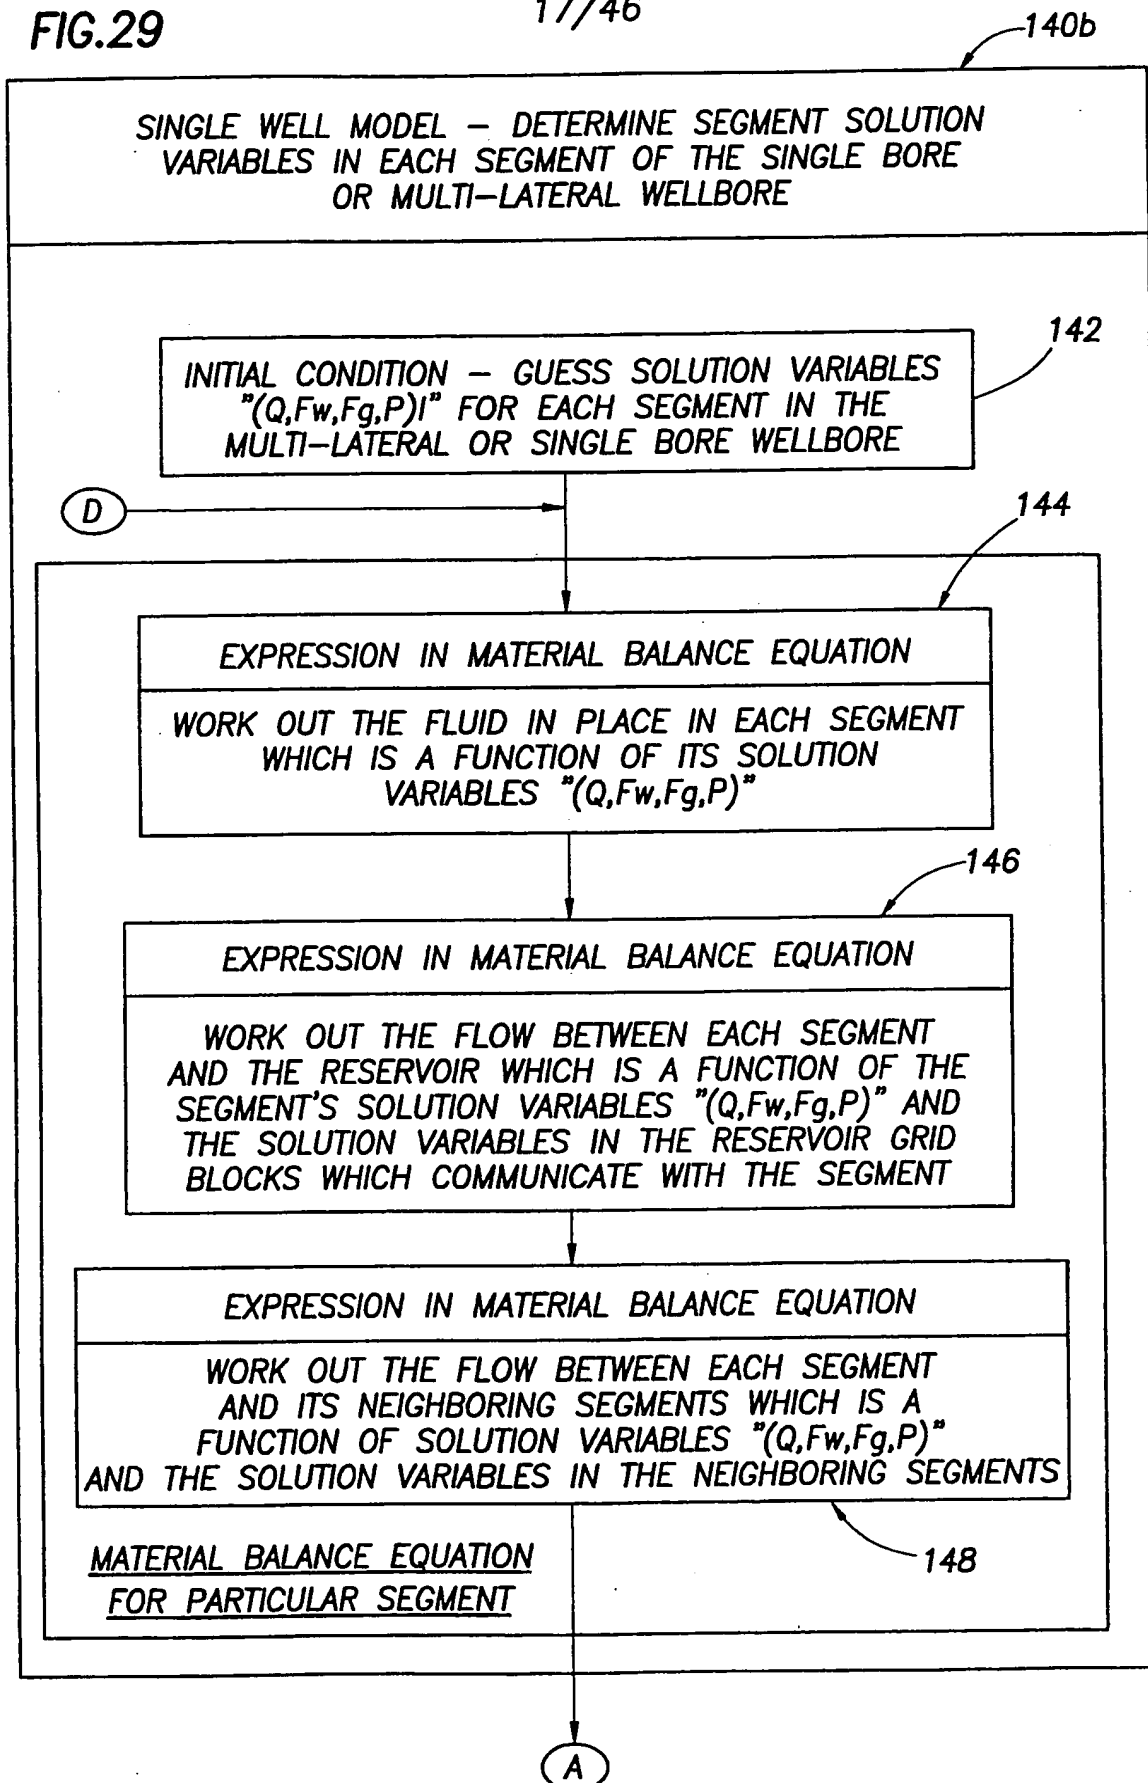 FIG.29
17/46
140b
SINGLE WELL MODEL – DETERMINE SEGMENT SOLUTION
VARIABLES IN EACH SEGMENT OF THE SINGLE BORE
OR MULTI–LATERAL WELLBORE
142
INITIAL CONDITION – GUESS SOLUTION VARIABLES
"(Q,Fw,Fg,P)I" FOR EACH SEGMENT IN THE
MULTI–LATERAL OR SINGLE BORE WELLBORE
D
144
EXPRESSION IN MATERIAL BALANCE EQUATION
WORK OUT THE FLUID IN PLACE IN EACH SEGMENT
WHICH IS A FUNCTION OF ITS SOLUTION
VARIABLES "(Q,Fw,Fg,P)"
146
EXPRESSION IN MATERIAL BALANCE EQUATION
WORK OUT THE FLOW BETWEEN EACH SEGMENT
AND THE RESERVOIR WHICH IS A FUNCTION OF THE
SEGMENT'S SOLUTION VARIABLES "(Q,Fw,Fg,P)" AND
THE SOLUTION VARIABLES IN THE RESERVOIR GRID
BLOCKS WHICH COMMUNICATE WITH THE SEGMENT
EXPRESSION IN MATERIAL BALANCE EQUATION
WORK OUT THE FLOW BETWEEN EACH SEGMENT
AND ITS NEIGHBORING SEGMENTS WHICH IS A
FUNCTION OF SOLUTION VARIABLES "(Q,Fw,Fg,P)"
AND THE SOLUTION VARIABLES IN THE NEIGHBORING SEGMENTS
148
MATERIAL BALANCE EQUATION
FOR PARTICULAR SEGMENT
A